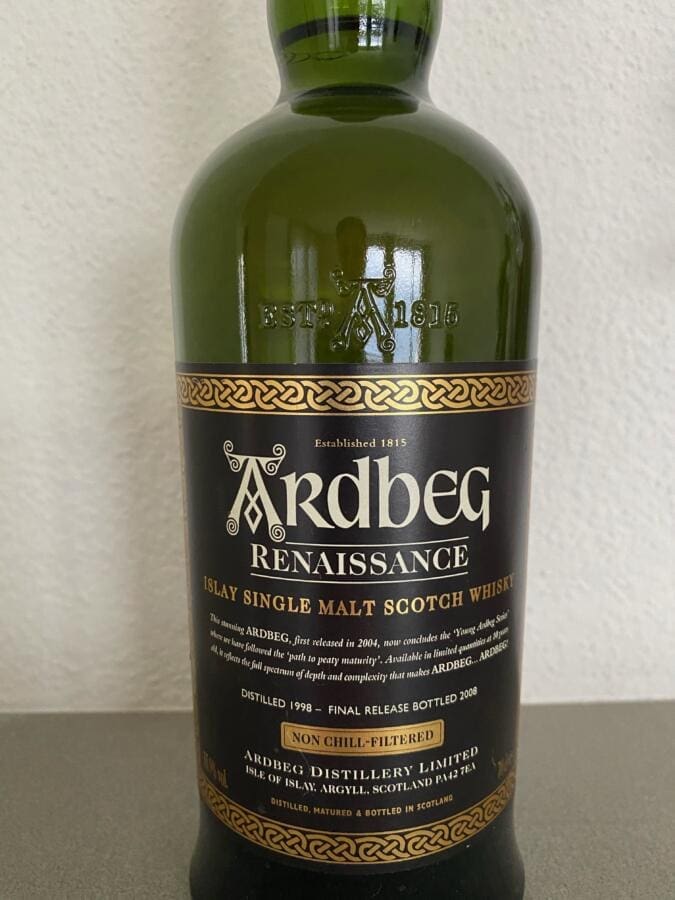 ESTD A 1815
Established 1815
ARDBEG
RENAISSANCE
ISLAY SINGLE MALT SCOTCH WHISKY
This stunning ARDBEG, first released in 2004, now concludes the 'Young Ardbeg Series'
where we have followed the 'path to peaty maturity'. Available in limited quantities at 10 years
old, it reflects the full spectrum of depth and complexity that makes ARDBEG... ARDBEG!
DISTILLED 1998 – FINAL RELEASE BOTTLED 2008
NON CHILL-FILTERED
ARDBEG DISTILLERY LIMITED
ISLE OF ISLAY, ARGYLL, SCOTLAND PA42 7EA
DISTILLED, MATURED & BOTTLED IN SCOTLAND